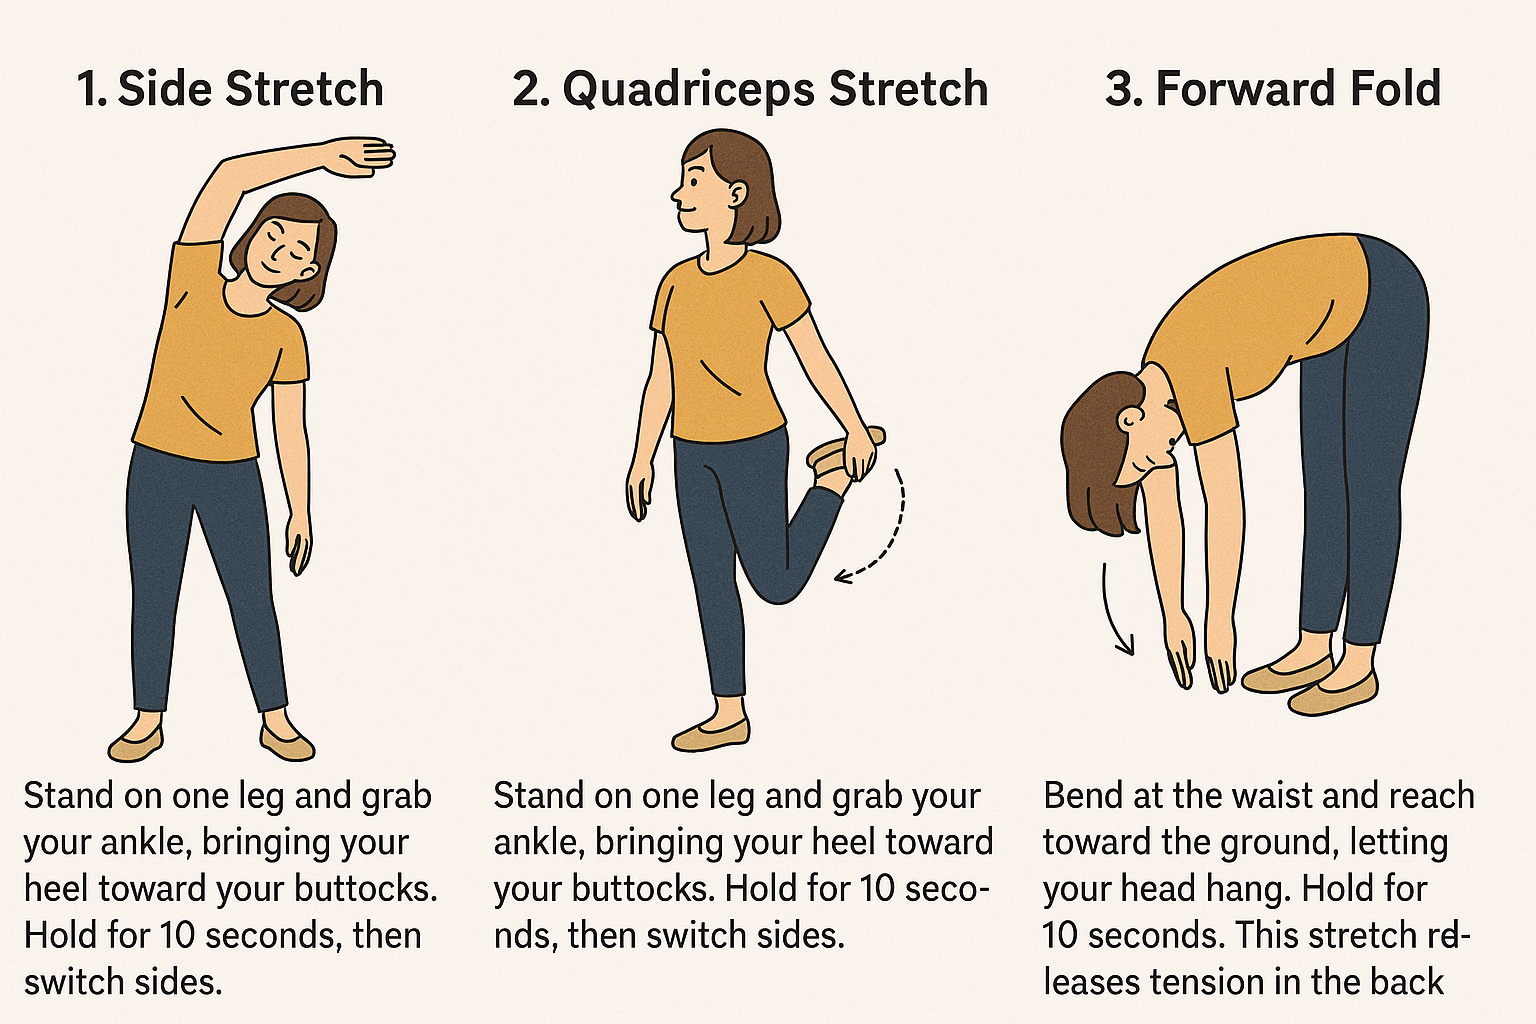 1. Side Stretch
Stand on one leg and grab
your ankle, bringing your
heel toward your buttocks.
Hold for 10 seconds, then
switch sides.
2. Quadriceps Stretch
Stand on one leg and grab your
ankle, bringing your heel toward
your buttocks. Hold for 10 seco-
nds, then switch sides.
3. Forward Fold
Bend at the waist and reach
toward the ground, letting
your head hang. Hold for
10 seconds. This stretch
leases tension in the back